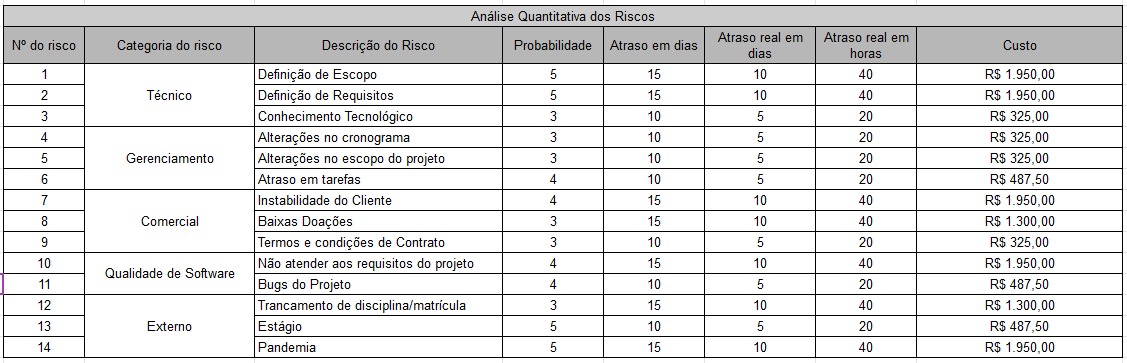 Análise Quantitativa dos Riscos
Nº do risco Categoria do risco Descrição do Risco Probabilidade Atraso em dias Atraso real em dias Atraso real em horas Custo
1 Técnico Definição de Escopo 5 15 10 40 R$ 1.950,00
2 Definição de Requisitos 5 15 10 40 R$ 1.950,00
3 Conhecimento Tecnológico 3 10 5 20 R$ 325,00
4 Gerenciamento Alterações no cronograma 3 10 5 20 R$ 325,00
5 Alterações no escopo do projeto 3 10 5 20 R$ 325,00
6 Atraso em tarefas 4 10 5 20 R$ 487,50
7 Comercial Instabilidade do Cliente 4 15 10 40 R$ 1.950,00
8 Baixas Doações 3 15 10 40 R$ 1.300,00
9 Termos e condições de Contrato 3 10 5 20 R$ 325,00
10 Qualidade de Software Não atender aos requisitos do projeto 4 15 10 40 R$ 1.950,00
11 Bugs do Projeto 4 10 5 20 R$ 487,50
12 Externo Trancamento de disciplina/matrícula 3 15 10 40 R$ 1.300,00
13 Estágio 5 10 5 20 R$ 487,50
14 Pandemia 5 15 10 40 R$ 1.950,00